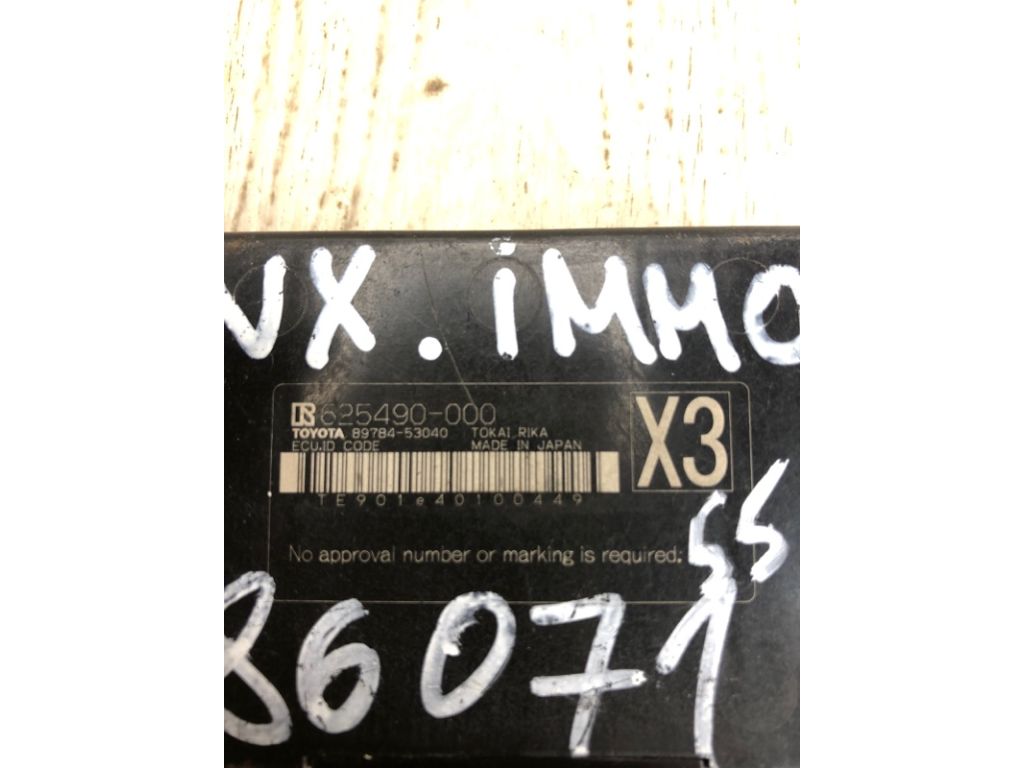 VX. iMMO
625490-000
TOYOTA 89784-53040 TOKAI RIKA
ECU.ID CODE MADE IN JAPAN
X3
TE901e40100449
No approval number or marking is required.
55
86071